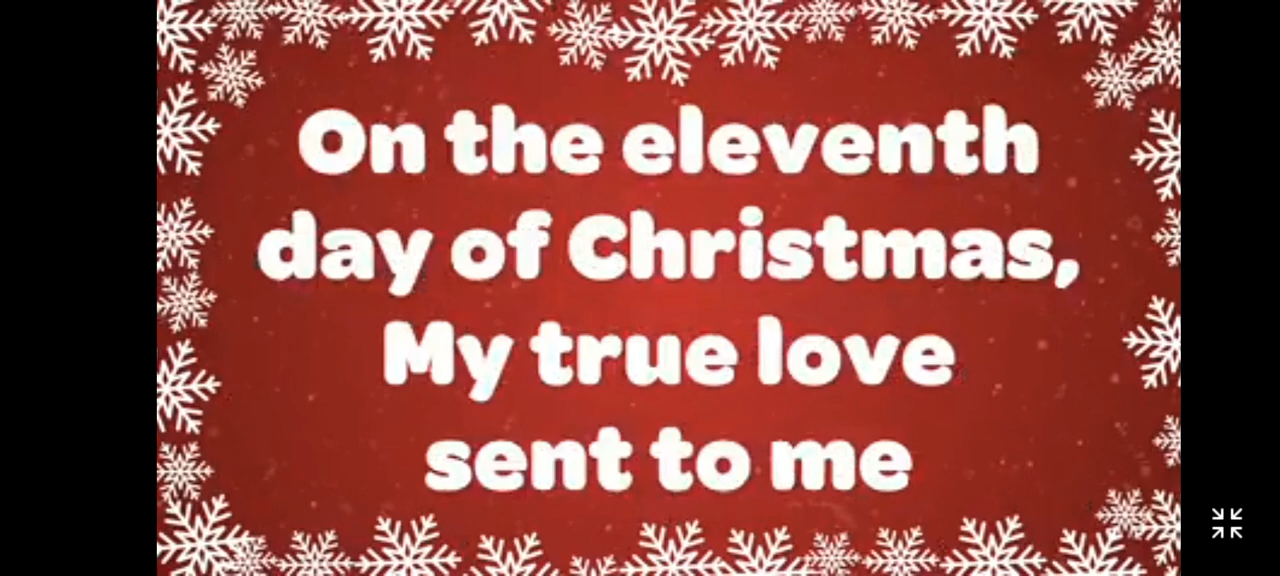 On the eleventh
day of Christmas,
My true love
sent to me